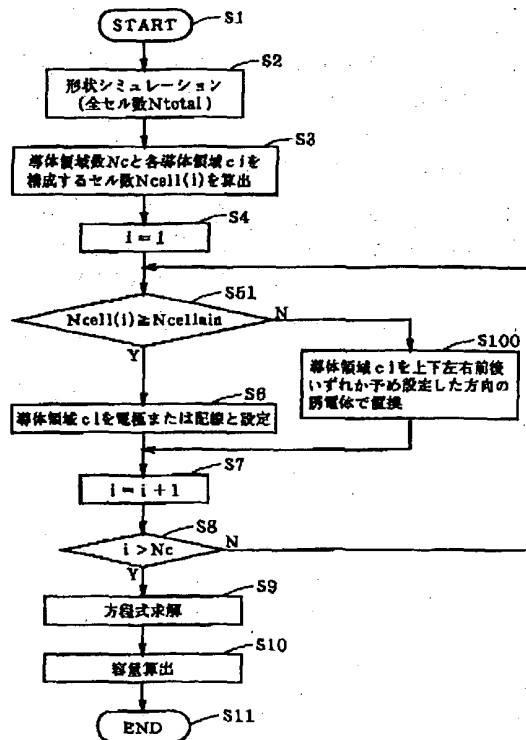 START
S1
S2
形状シミュレーション
(全セル数Ntotal)
S3
導体領域数Ncと各導体領域ciを
構成するセル数Ncell(i)を算出
S4
i = 1
S51
Ncell(i)≧Ncellmin
N
Y
S100
導体領域ciを上下左右前後
いずれか予め設定した方向の
誘電体で置換
S6
導体領域ciを電極または配線と設定
S7
i = i + 1
S8
i > Nc
N
Y
S9
方程式求解
S10
容量算出
END
S11